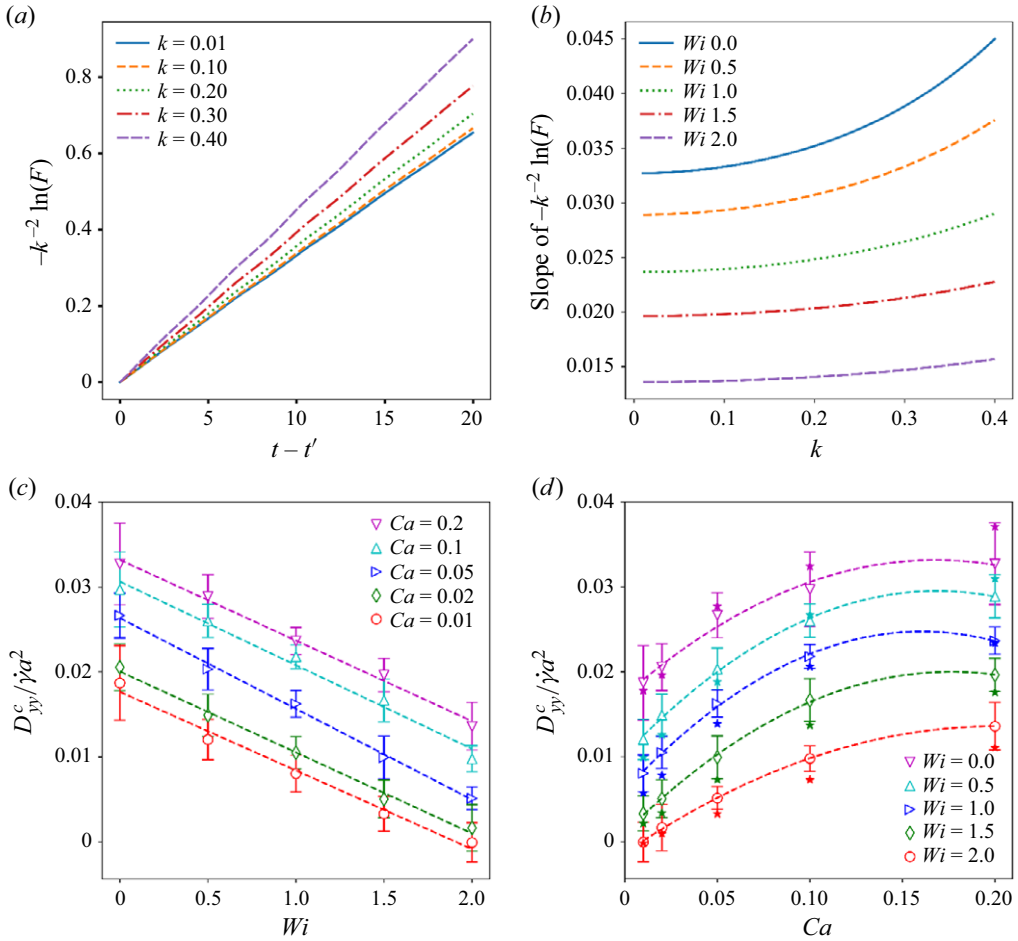 (a)
0.8
0.6
0.4
0.2
0
−k⁻² ln(F)
k = 0.01
k = 0.10
k = 0.20
k = 0.30
k = 0.40
0 5 10 15 20
t − t′
(b)
0.045
0.040
0.035
0.030
0.025
0.020
0.015
Slope of −k⁻² ln(F)
Wi 0.0
Wi 0.5
Wi 1.0
Wi 1.5
Wi 2.0
0 0.1 0.2 0.3 0.4
k
(c)
0.04
0.03
0.02
0.01
0
D^c_yy/γ̇a²
Ca = 0.2
Ca = 0.1
Ca = 0.05
Ca = 0.02
Ca = 0.01
0 0.5 1.0 1.5 2.0
Wi
(d)
0.04
0.03
0.02
0.01
0
D^c_yy/γ̇a²
Wi = 0.0
Wi = 0.5
Wi = 1.0
Wi = 1.5
Wi = 2.0
0 0.05 0.10 0.15 0.20
Ca